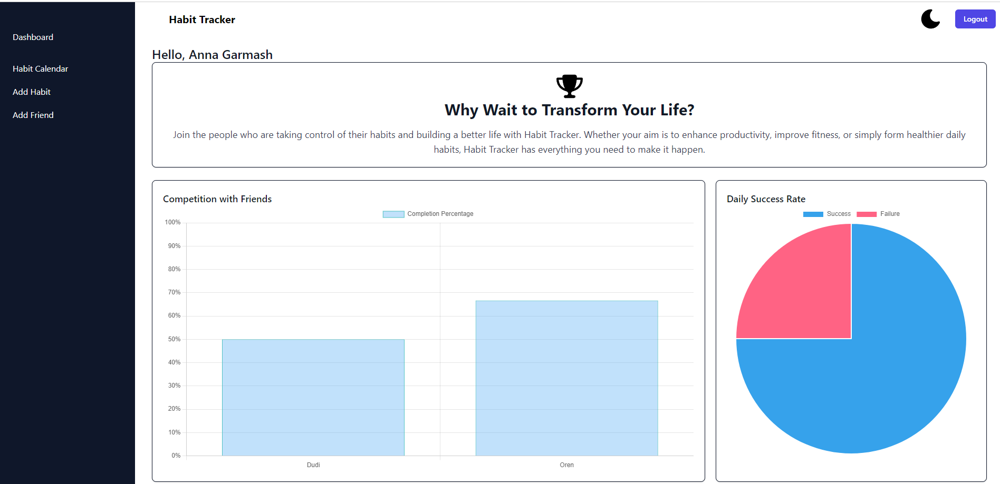 Habit Tracker
Logout
Dashboard
Habit Calendar
Add Habit
Add Friend
Hello, Anna Garmash
Why Wait to Transform Your Life?
Join the people who are taking control of their habits and building a better life with Habit Tracker. Whether your aim is to enhance productivity, improve fitness, or simply form healthier daily
habits, Habit Tracker has everything you need to make it happen.
Competition with Friends
Completion Percentage
100%
90%
80%
70%
60%
50%
40%
30%
20%
10%
0%
Dudi
Oren
Daily Success Rate
Success
Failure